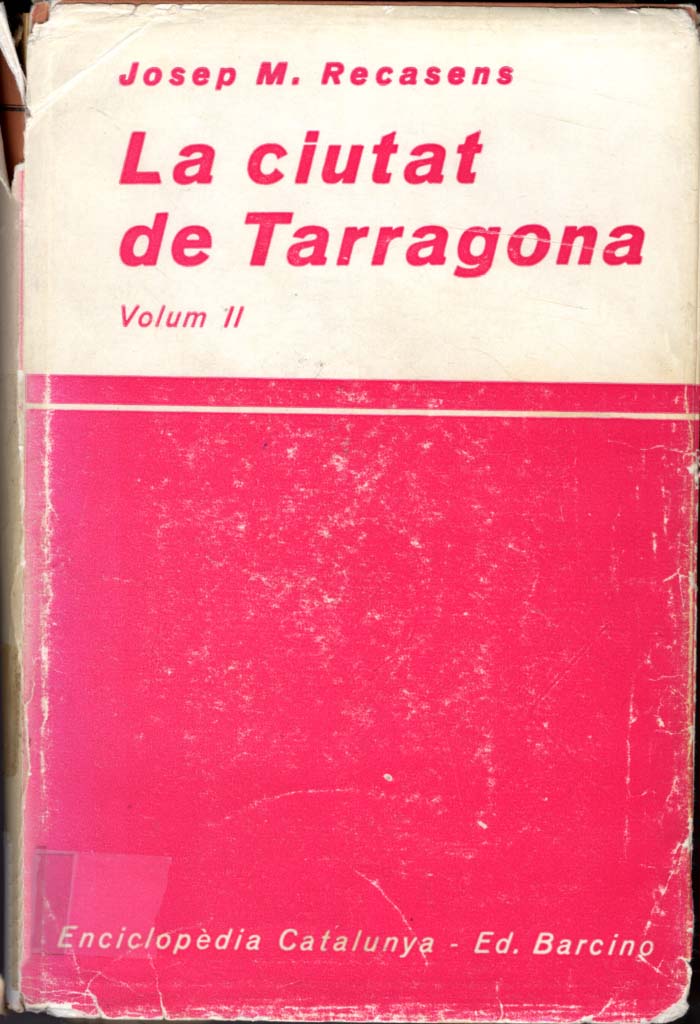 Josep M. Recasens
La ciutat
de Tarragona
Volum II
Enciclopèdia Catalunya - Ed. Barcino